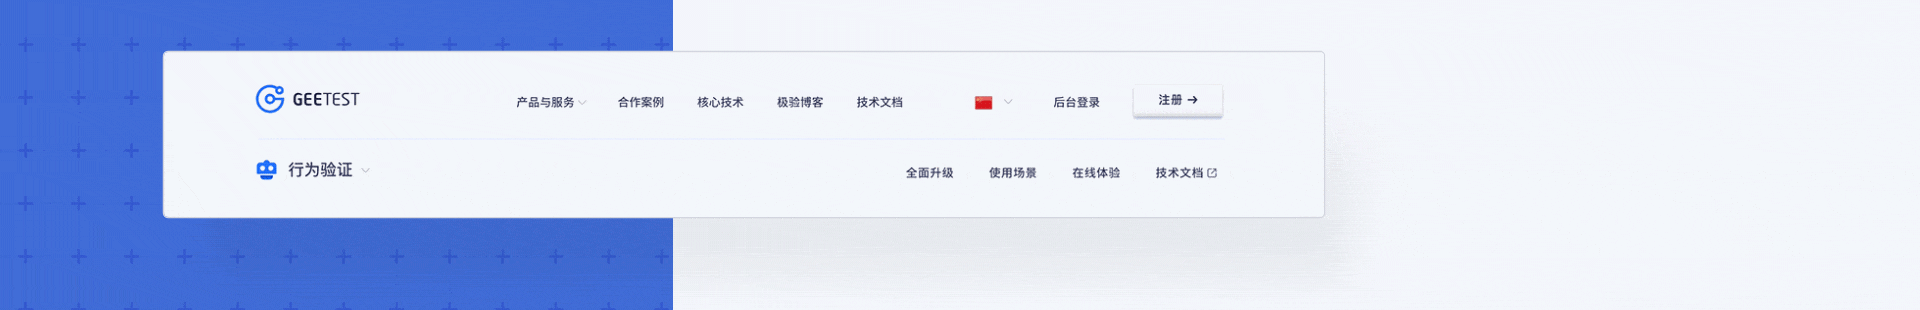 GEETEST 产品与服务 合作案例 核心技术 极验博客 技术文档 后台登录 注册 →
行为验证 全面升级 使用场景 在线体验 技术文档